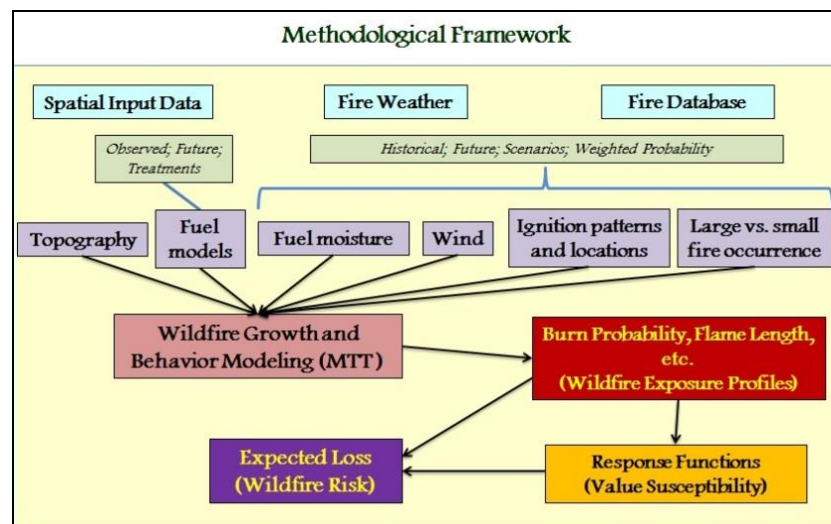 Methodological Framework
Spatial Input Data
Fire Weather
Fire Database
Observed; Future;
Treatments
Historical; Future; Scenarios; Weighted Probability
Topography
Fuel
models
Fuel moisture
Wind
Ignition patterns
and locations
Large vs. small
fire occurrence
Wildfire Growth and
Behavior Modeling (MTT)
Burn Probability, Flame Length,
etc.
(Wildfire Exposure Profiles)
Expected Loss
(Wildfire Risk)
Response Functions
(Value Susceptibility)